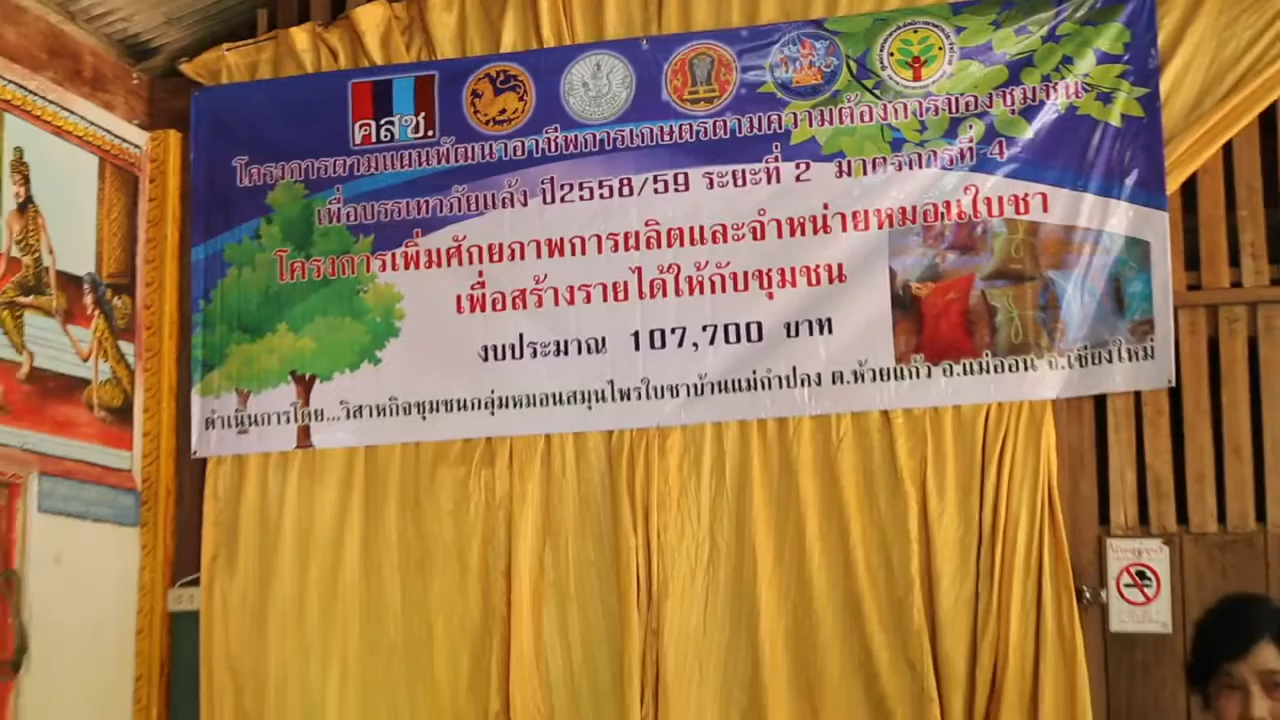 คสช.
โครงการตามแผนพัฒนาอาชีพการเกษตรตามความต้องการของชุมชน
เพื่อบรรเทาภัยแล้ง ปี2558/59 ระยะที่ 2 มาตรการที่ 4
โครงการเพิ่มศักยภาพการผลิตและจำหน่ายหมอนใบชา
เพื่อสร้างรายได้ให้กับชุมชน
งบประมาณ 107,700 บาท
ดำเนินการโดย...วิสาหกิจชุมชนกลุ่มหมอนสมุนไพรใบชาบ้านแม่กำปอง ต.ห้วยแก้ว อ.แม่ออน จ.เชียงใหม่